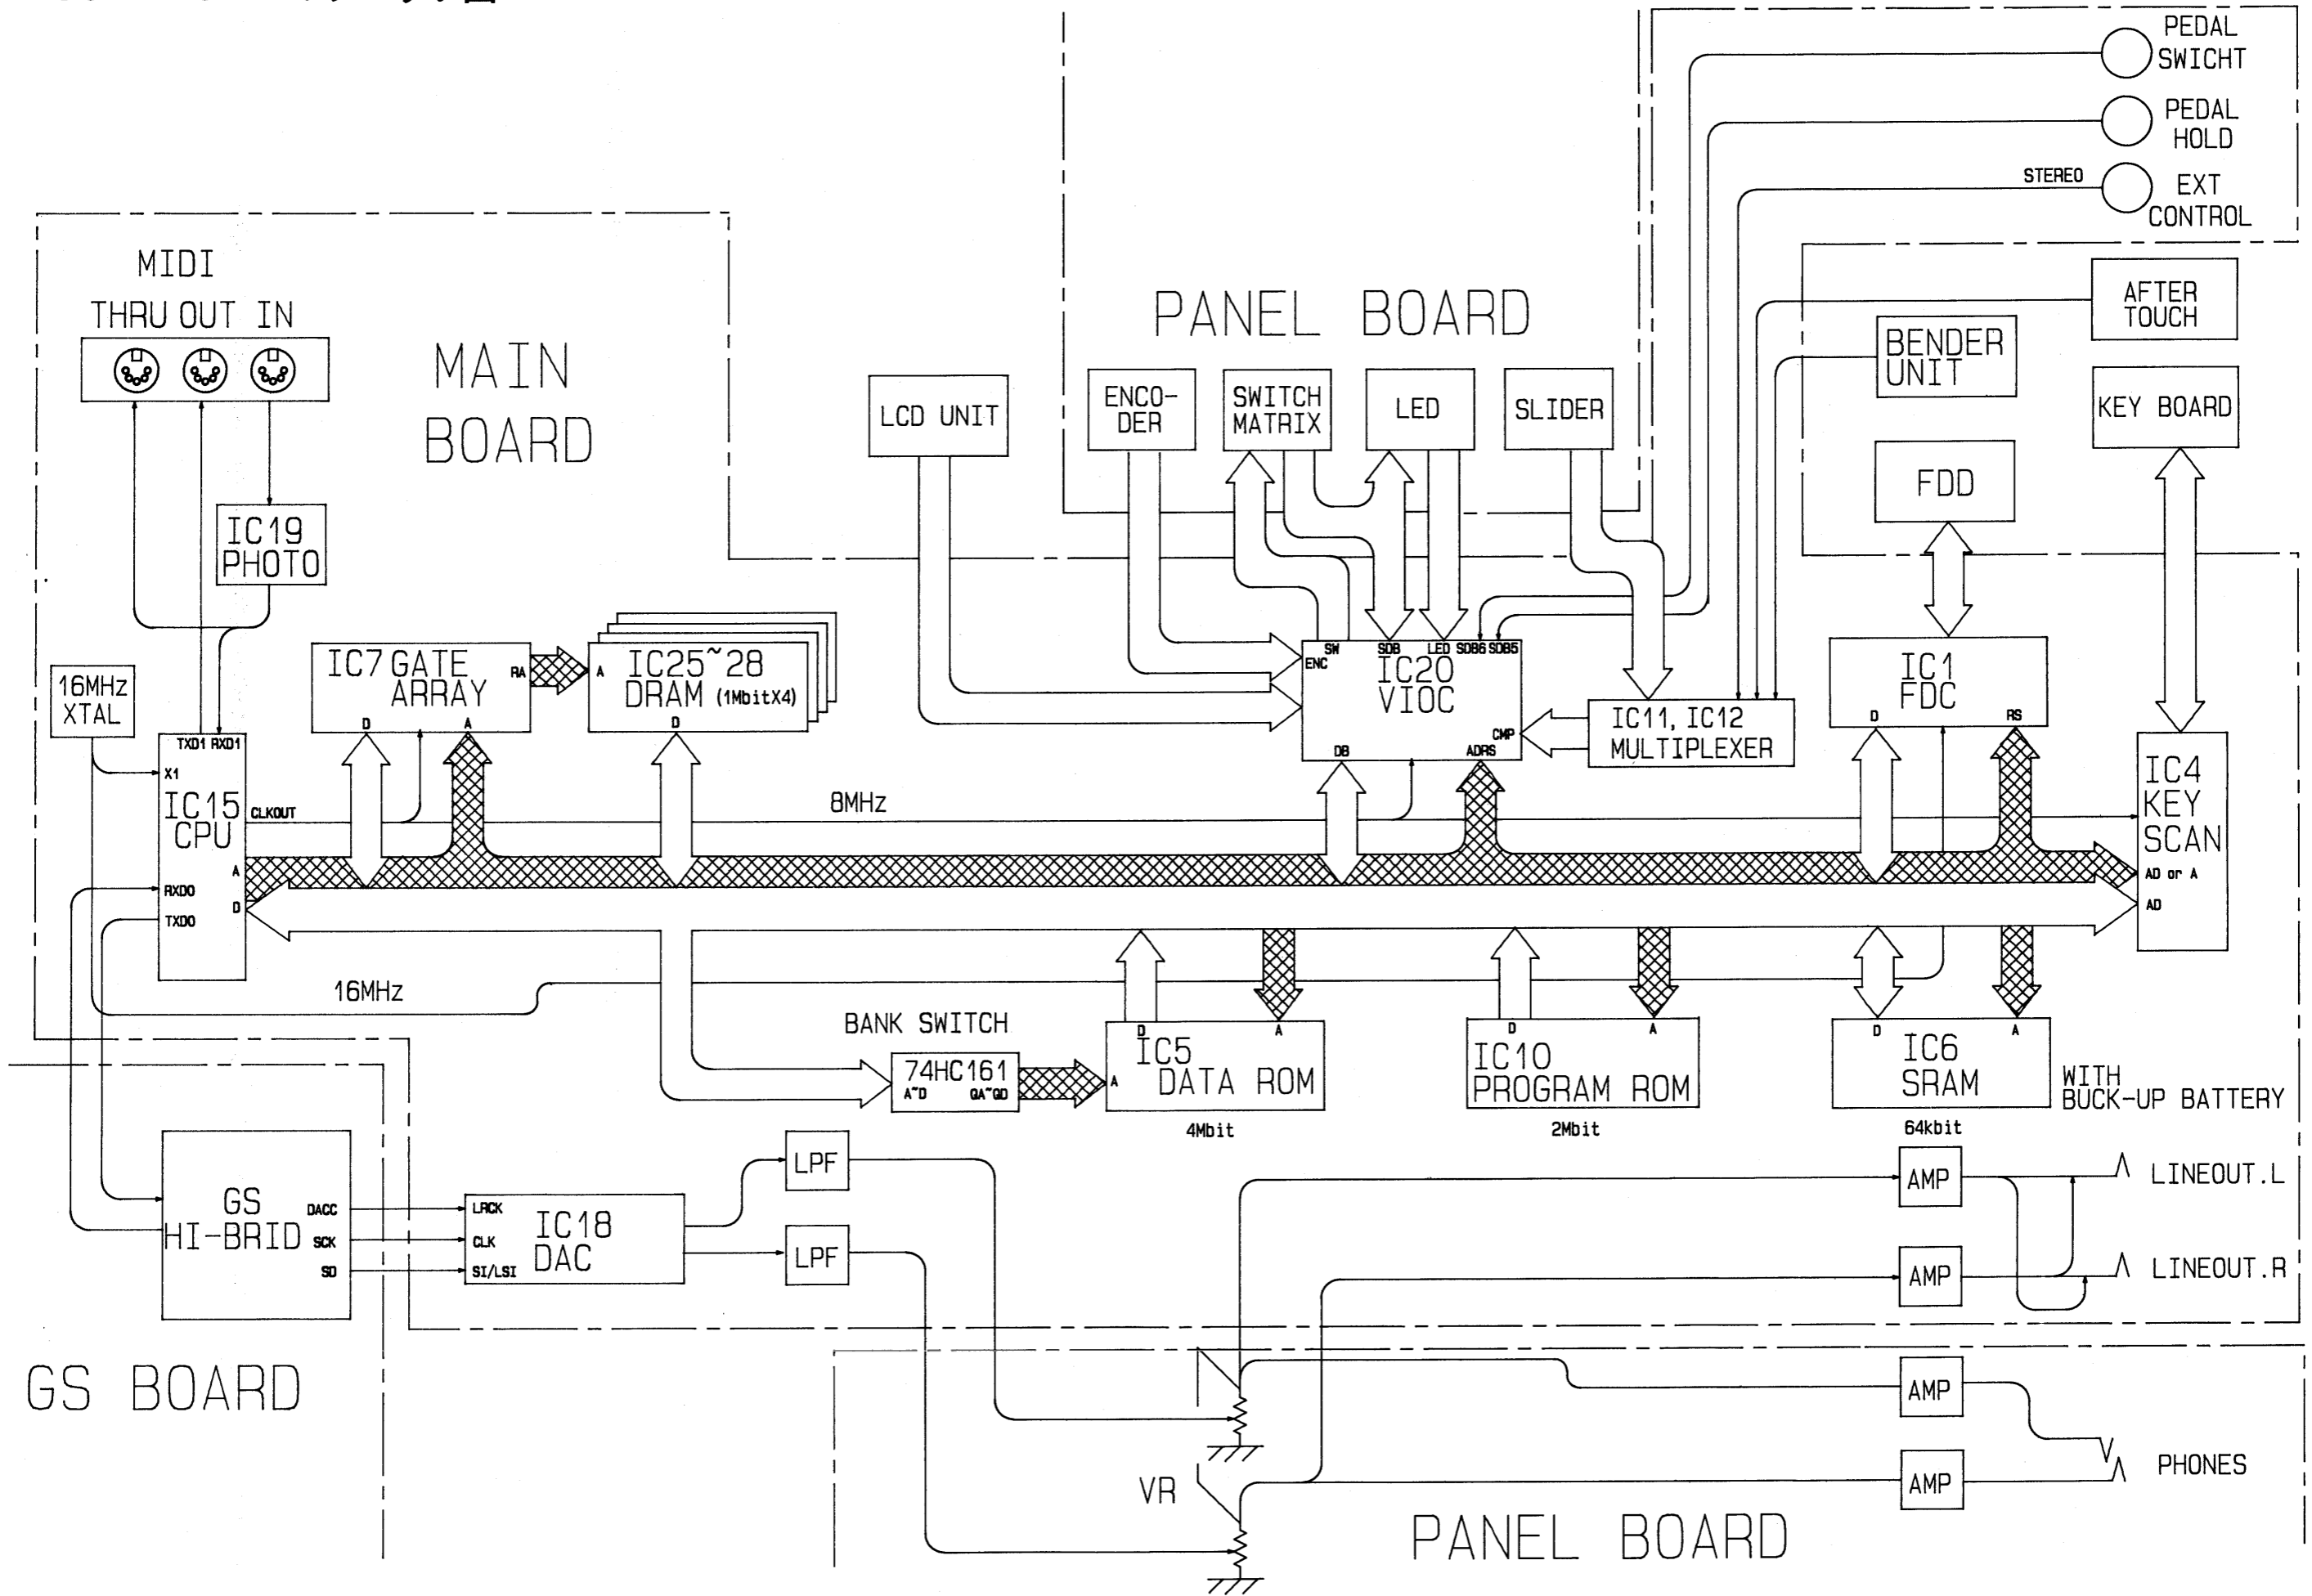 PEDAL
SWICHT
PEDAL
HOLD
STEREO
EXT
CONTROL
MIDI
THRU OUT IN
MAIN
BOARD
PANEL BOARD
AFTER
TOUCH
BENDER
UNIT
LCD UNIT
ENCO-
DER
SWITCH
MATRIX
LED
SLIDER
KEY BOARD
FDD
IC19
PHOTO
16MHz
XTAL
IC7 GATE
ARRAY
RA
D
A
A
IC25~28
DRAM (1MbitX4)
D
SW
SDB
LED
SDB6
SDB5
ENC
IC20
VIOC
CMP
DB
ADRS
IC11, IC12
MULTIPLEXER
IC1
FDC
D
RS
TXD1 RXD1
X1
IC15
CPU
CLKOUT
A
RXD0
D
TXD0
8MHz
IC4
KEY
SCAN
AD or A
AD
16MHz
BANK SWITCH
74HC161
A~D QA~QD
D
A
IC5
DATA ROM
A
4Mbit
D
A
IC10
PROGRAM ROM
2Mbit
D
A
IC6
SRAM
64kbit
WITH
BUCK-UP BATTERY
GS
HI-BRID
DACC
SCK
SD
LRCK
CLK
SI/LSI
IC18
DAC
LPF
LPF
AMP
LINEOUT.L
AMP
LINEOUT.R
GS BOARD
AMP
AMP
PHONES
VR
PANEL BOARD